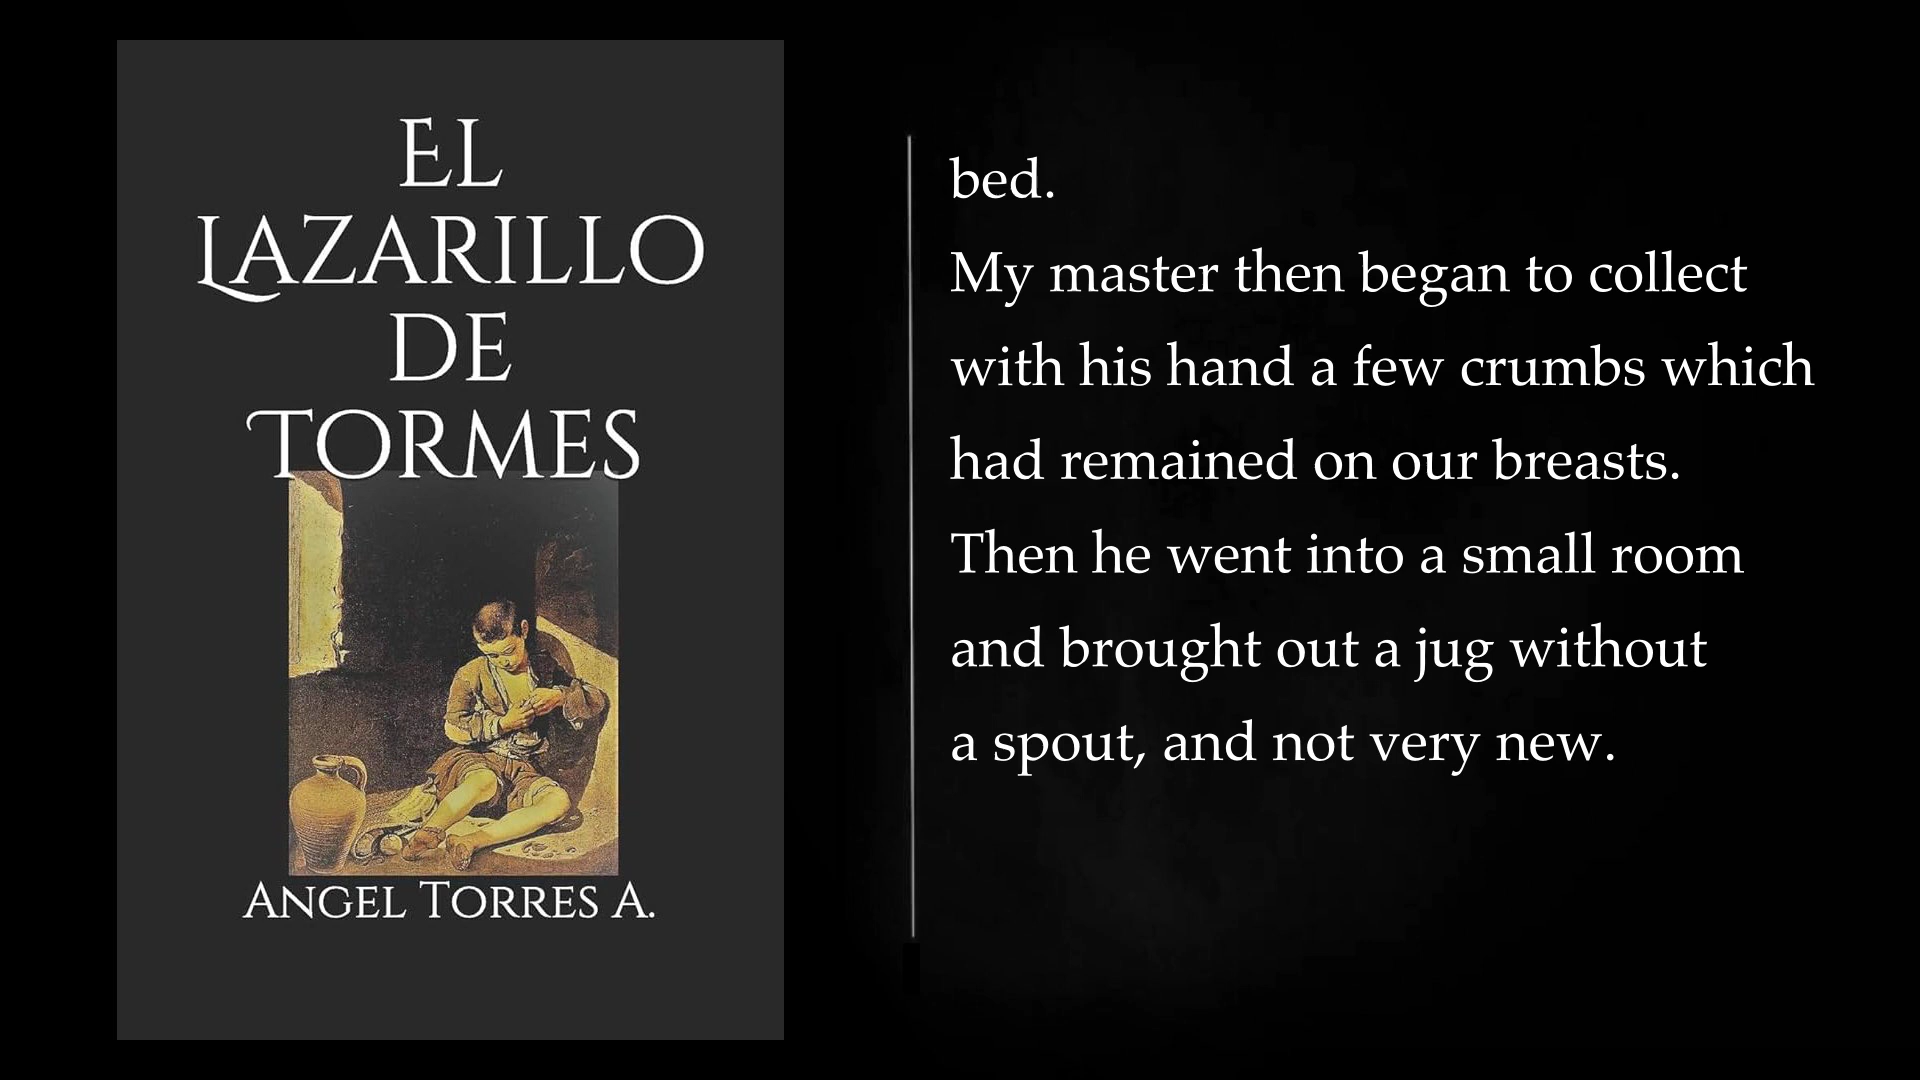 EL
LAZARILLO
DE
TORMES
ANGEL TORRES A.
bed.
My master then began to collect
with his hand a few crumbs which
had remained on our breasts.
Then he went into a small room
and brought out a jug without
a spout, and not very new.